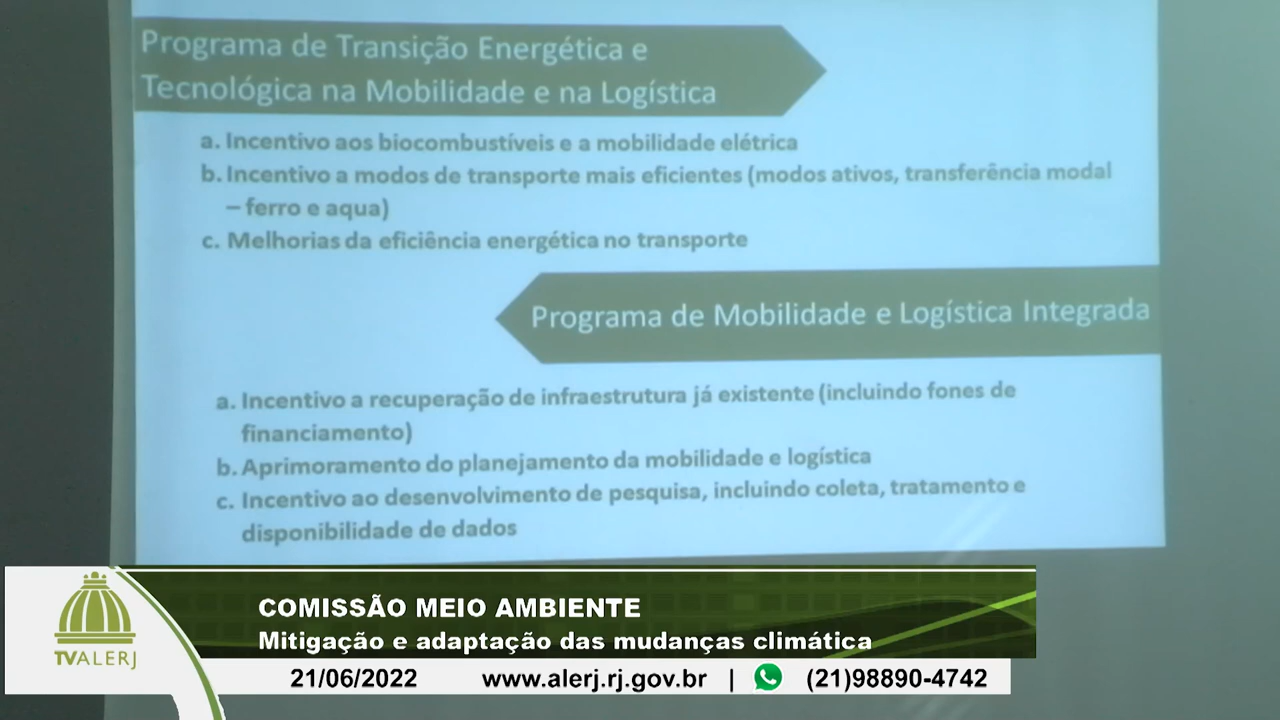 Programa de Transição Energética e
Tecnológica na Mobilidade e na Logística
a. Incentivo aos biocombustíveis e a mobilidade elétrica
b. Incentivo a modos de transporte mais eficientes (modos ativos, transferência modal
– ferro e aqua)
c. Melhorias da eficiência energética no transporte
Programa de Mobilidade e Logística Integrada
a. Incentivo a recuperação de infraestrutura já existente (incluindo fones de
financiamento)
b. Aprimoramento do planejamento da mobilidade e logística
c. Incentivo ao desenvolvimento de pesquisa, incluindo coleta, tratamento e
disponibilidade de dados
COMISSÃO MEIO AMBIENTE
Mitigação e adaptação das mudanças climática
TVALERJ
21/06/2022 www.alerj.rj.gov.br | (21)98890-4742